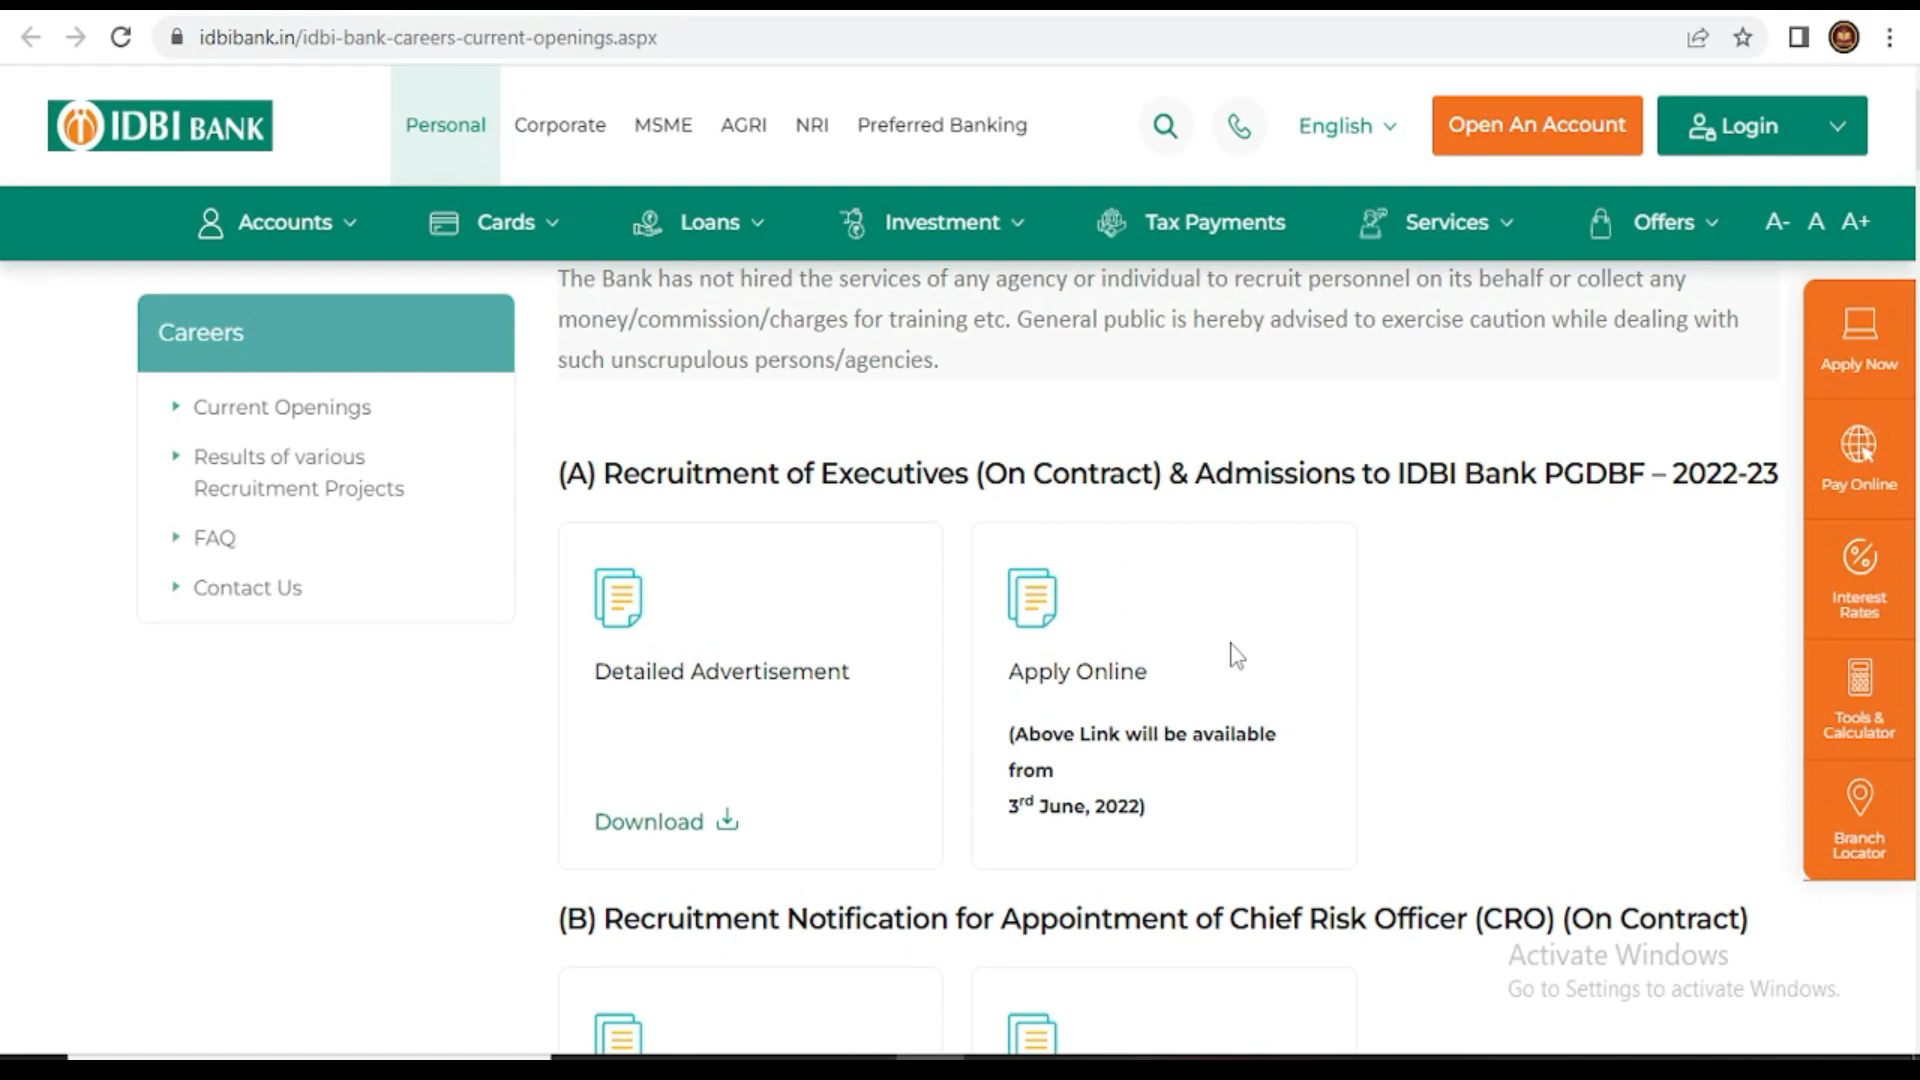 idbibank.in/idbi-bank-careers-current-openings.aspx
IDBI BANK
Personal
Corporate
MSME
AGRI
NRI
Preferred Banking
English
Open An Account
Login
Accounts
Cards
Loans
Investment
Tax Payments
Services
Offers
A-
A
A+
The Bank has not hired the services of any agency or individual to recruit personnel on its behalf or collect any
money/commission/charges for training etc. General public is hereby advised to exercise caution while dealing with
such unscrupulous persons/agencies.
Careers
Current Openings
Results of various
Recruitment Projects
FAQ
Contact Us
(A) Recruitment of Executives (On Contract) & Admissions to IDBI Bank PGDBF – 2022-23
Detailed Advertisement
Download
Apply Online
(Above Link will be available
from
3rd June, 2022)
(B) Recruitment Notification for Appointment of Chief Risk Officer (CRO) (On Contract)
Apply Now
Pay Online
Interest
Rates
Tools &
Calculator
Branch
Locator
Activate Windows
Go to Settings to activate Windows.